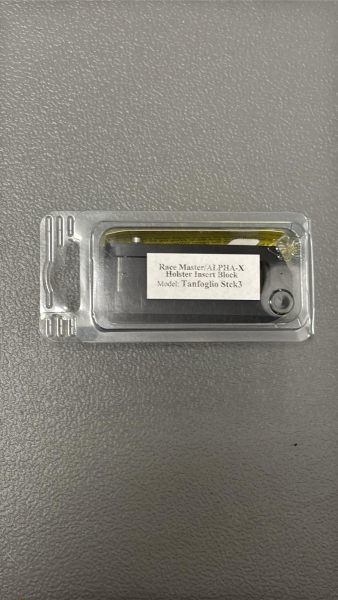 Race Master/ALPHA-X
Holster Insert Block
Model: Tanfoglio Stck3